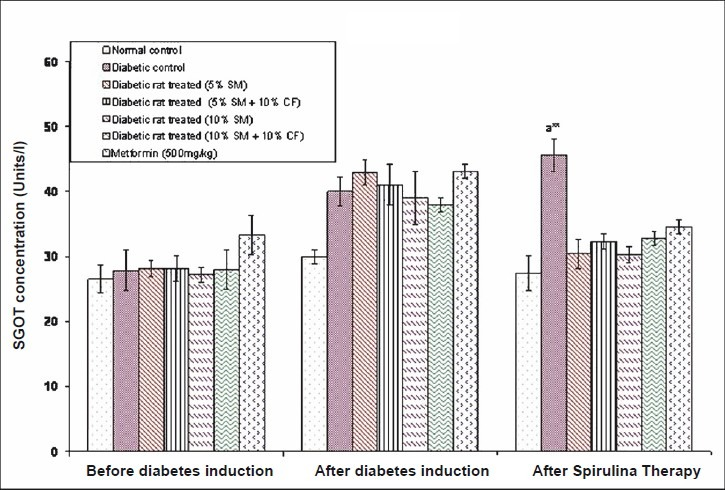 Normal control
Diabetic control
Diabetic rat treated (5% SM)
Diabetic rat treated (5% SM + 10% CF)
Diabetic rat treated (10% SM)
Diabetic rat treated (10% SM + 10% CF)
Metformin (500mg/kg)
SGOT concentration (Units/l)
60
50
40
30
20
10
0
a**
Before diabetes induction
After diabetes induction
After Spirulina Therapy